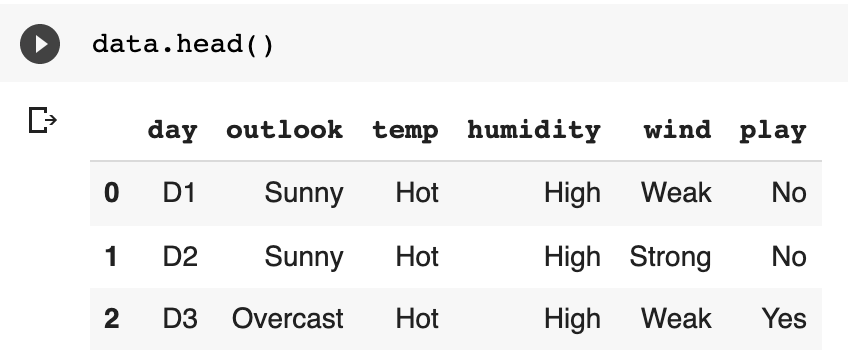 data.head()
day outlook temp humidity wind play
0 D1 Sunny Hot High Weak No
1 D2 Sunny Hot High Strong No
2 D3 Overcast Hot High Weak Yes